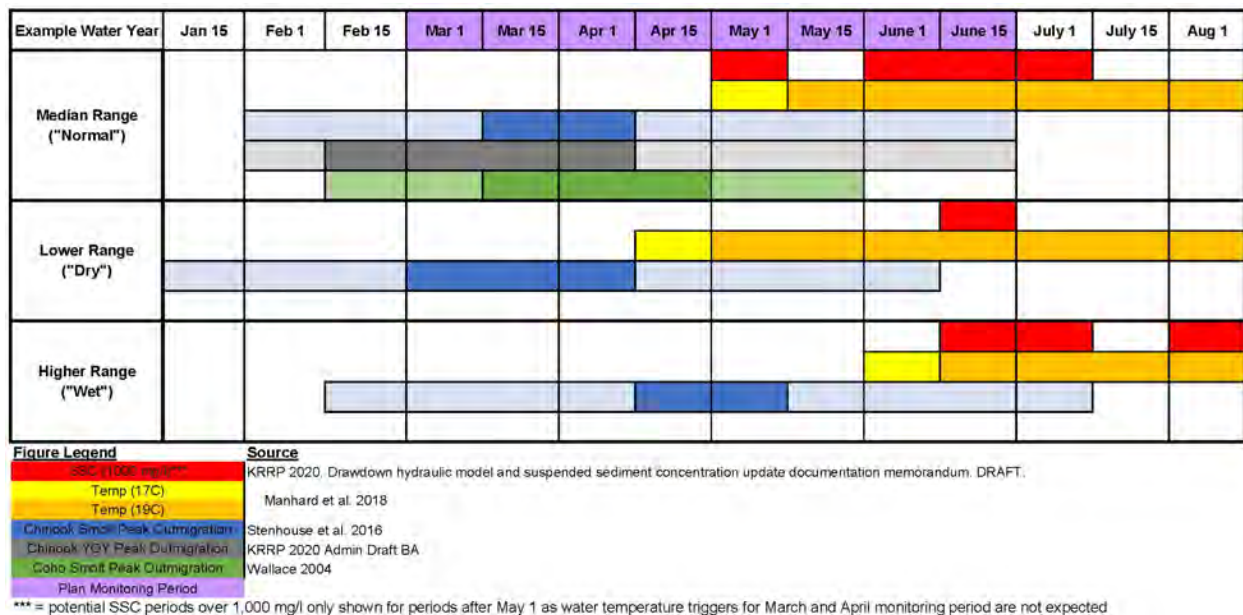 Example Water Year Jan 15 Feb 1 Feb 15 Mar 1 Mar 15 Apr 1 Apr 15 May 1 May 15 June 1 June 15 July 1 July 15 Aug 1
Median Range
("Normal")
Lower Range
("Dry")
Higher Range
("Wet")
Figure Legend Source
SSC (1000 mg/l)*** KRRP 2020. Drawdown hydraulic model and suspended sediment concentration update documentation memorandum. DRAFT.
Temp (17C)
Manhard et al. 2018
Temp (19C)
Chinook Smolt Peak Outmigration Stenhouse et al. 2016
Chinook YOY Peak Outmigration KRRP 2020 Admin Draft BA
Coho Smolt Peak Outmigration Wallace 2004
Plan Monitoring Period
*** = potential SSC periods over 1,000 mg/l only shown for periods after May 1 as water temperature triggers for March and April monitoring period are not expected